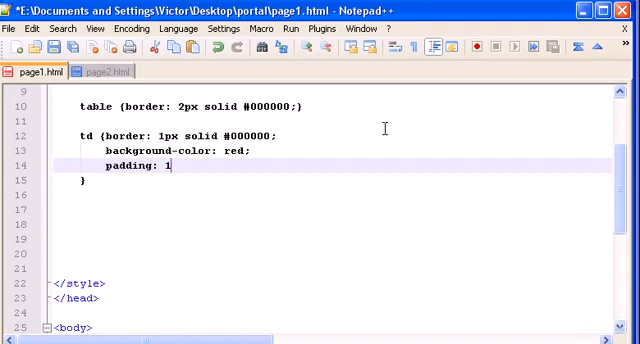 *E:\Documents and Settings\Victor\Desktop\portal\page1.html - Notepad++
File Edit Search View Encoding Language Settings Macro Run Plugins Window ?
page1.html page2.html
9
10 table {border: 2px solid #000000;}
11
12 td {border: 1px solid #000000;
13 background-color: red;
14 padding: 1
15 }
16
17
18
19
20
21
22 </style>
23 </head>
24
25 <body>